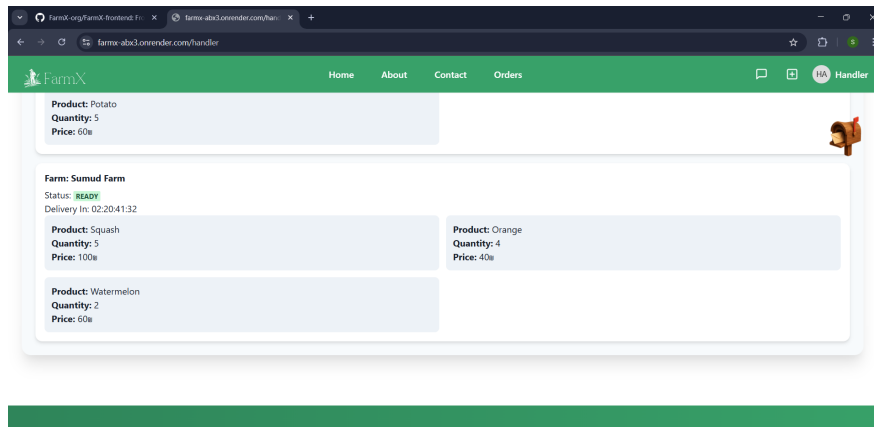 FarmX-org/FarmX-frontend: Fro
farmx-abx3.onrender.com/hand
farmx-abx3.onrender.com/handler
S
FarmX
Home About Contact Orders
HA Handler
Product: Potato
Quantity: 5
Price: 60₪
Farm: Sumud Farm
Status: READY
Delivery In: 02:20:41:32
Product: Squash
Quantity: 5
Price: 100₪
Product: Orange
Quantity: 4
Price: 40₪
Product: Watermelon
Quantity: 2
Price: 60₪